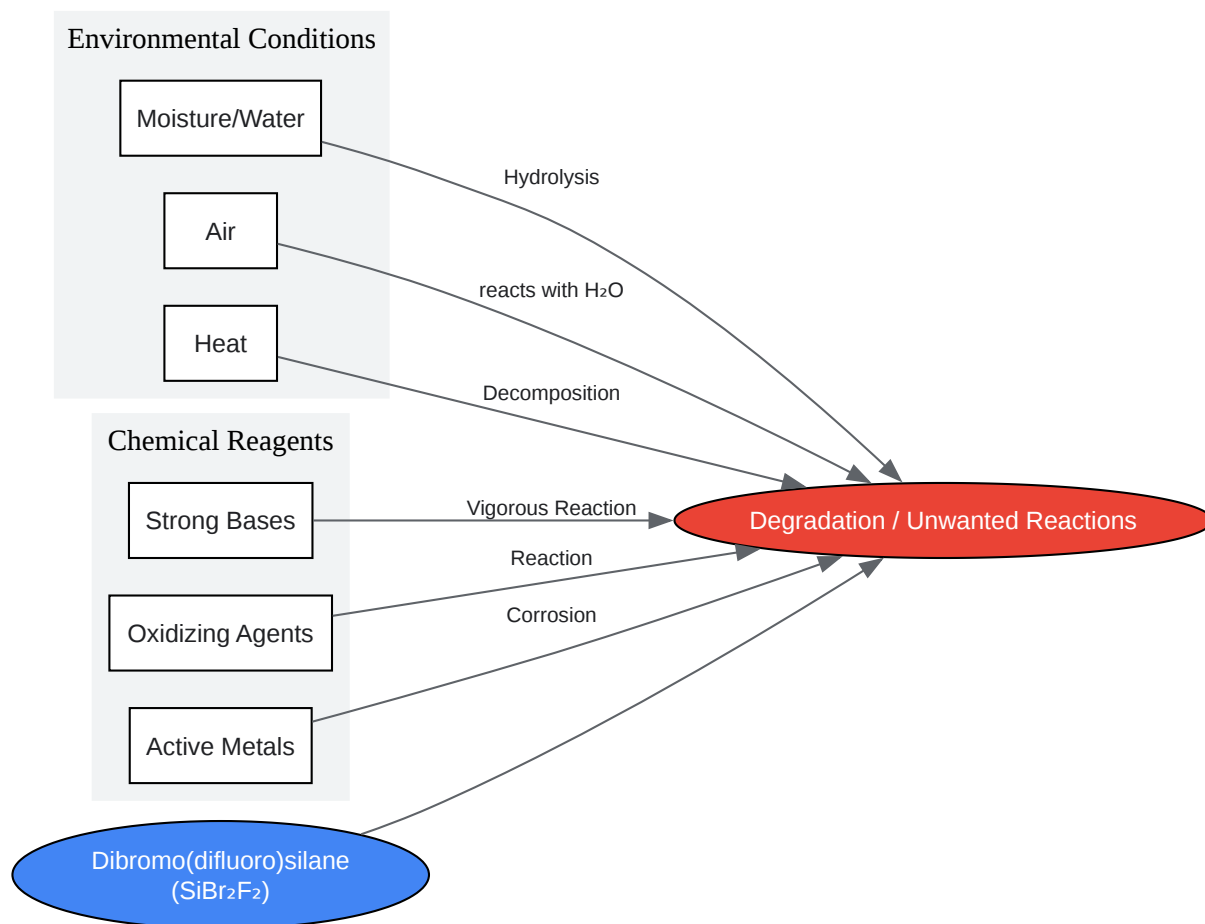 Environmental Conditions
Moisture/Water
Hydrolysis
Air
reacts with H₂O
Heat
Decomposition
Chemical Reagents
Strong Bases
Vigorous Reaction
Degradation / Unwanted Reactions
Oxidizing Agents
Reaction
Corrosion
Active Metals
Dibromo(difluoro)silane
(SiBr₂F₂)